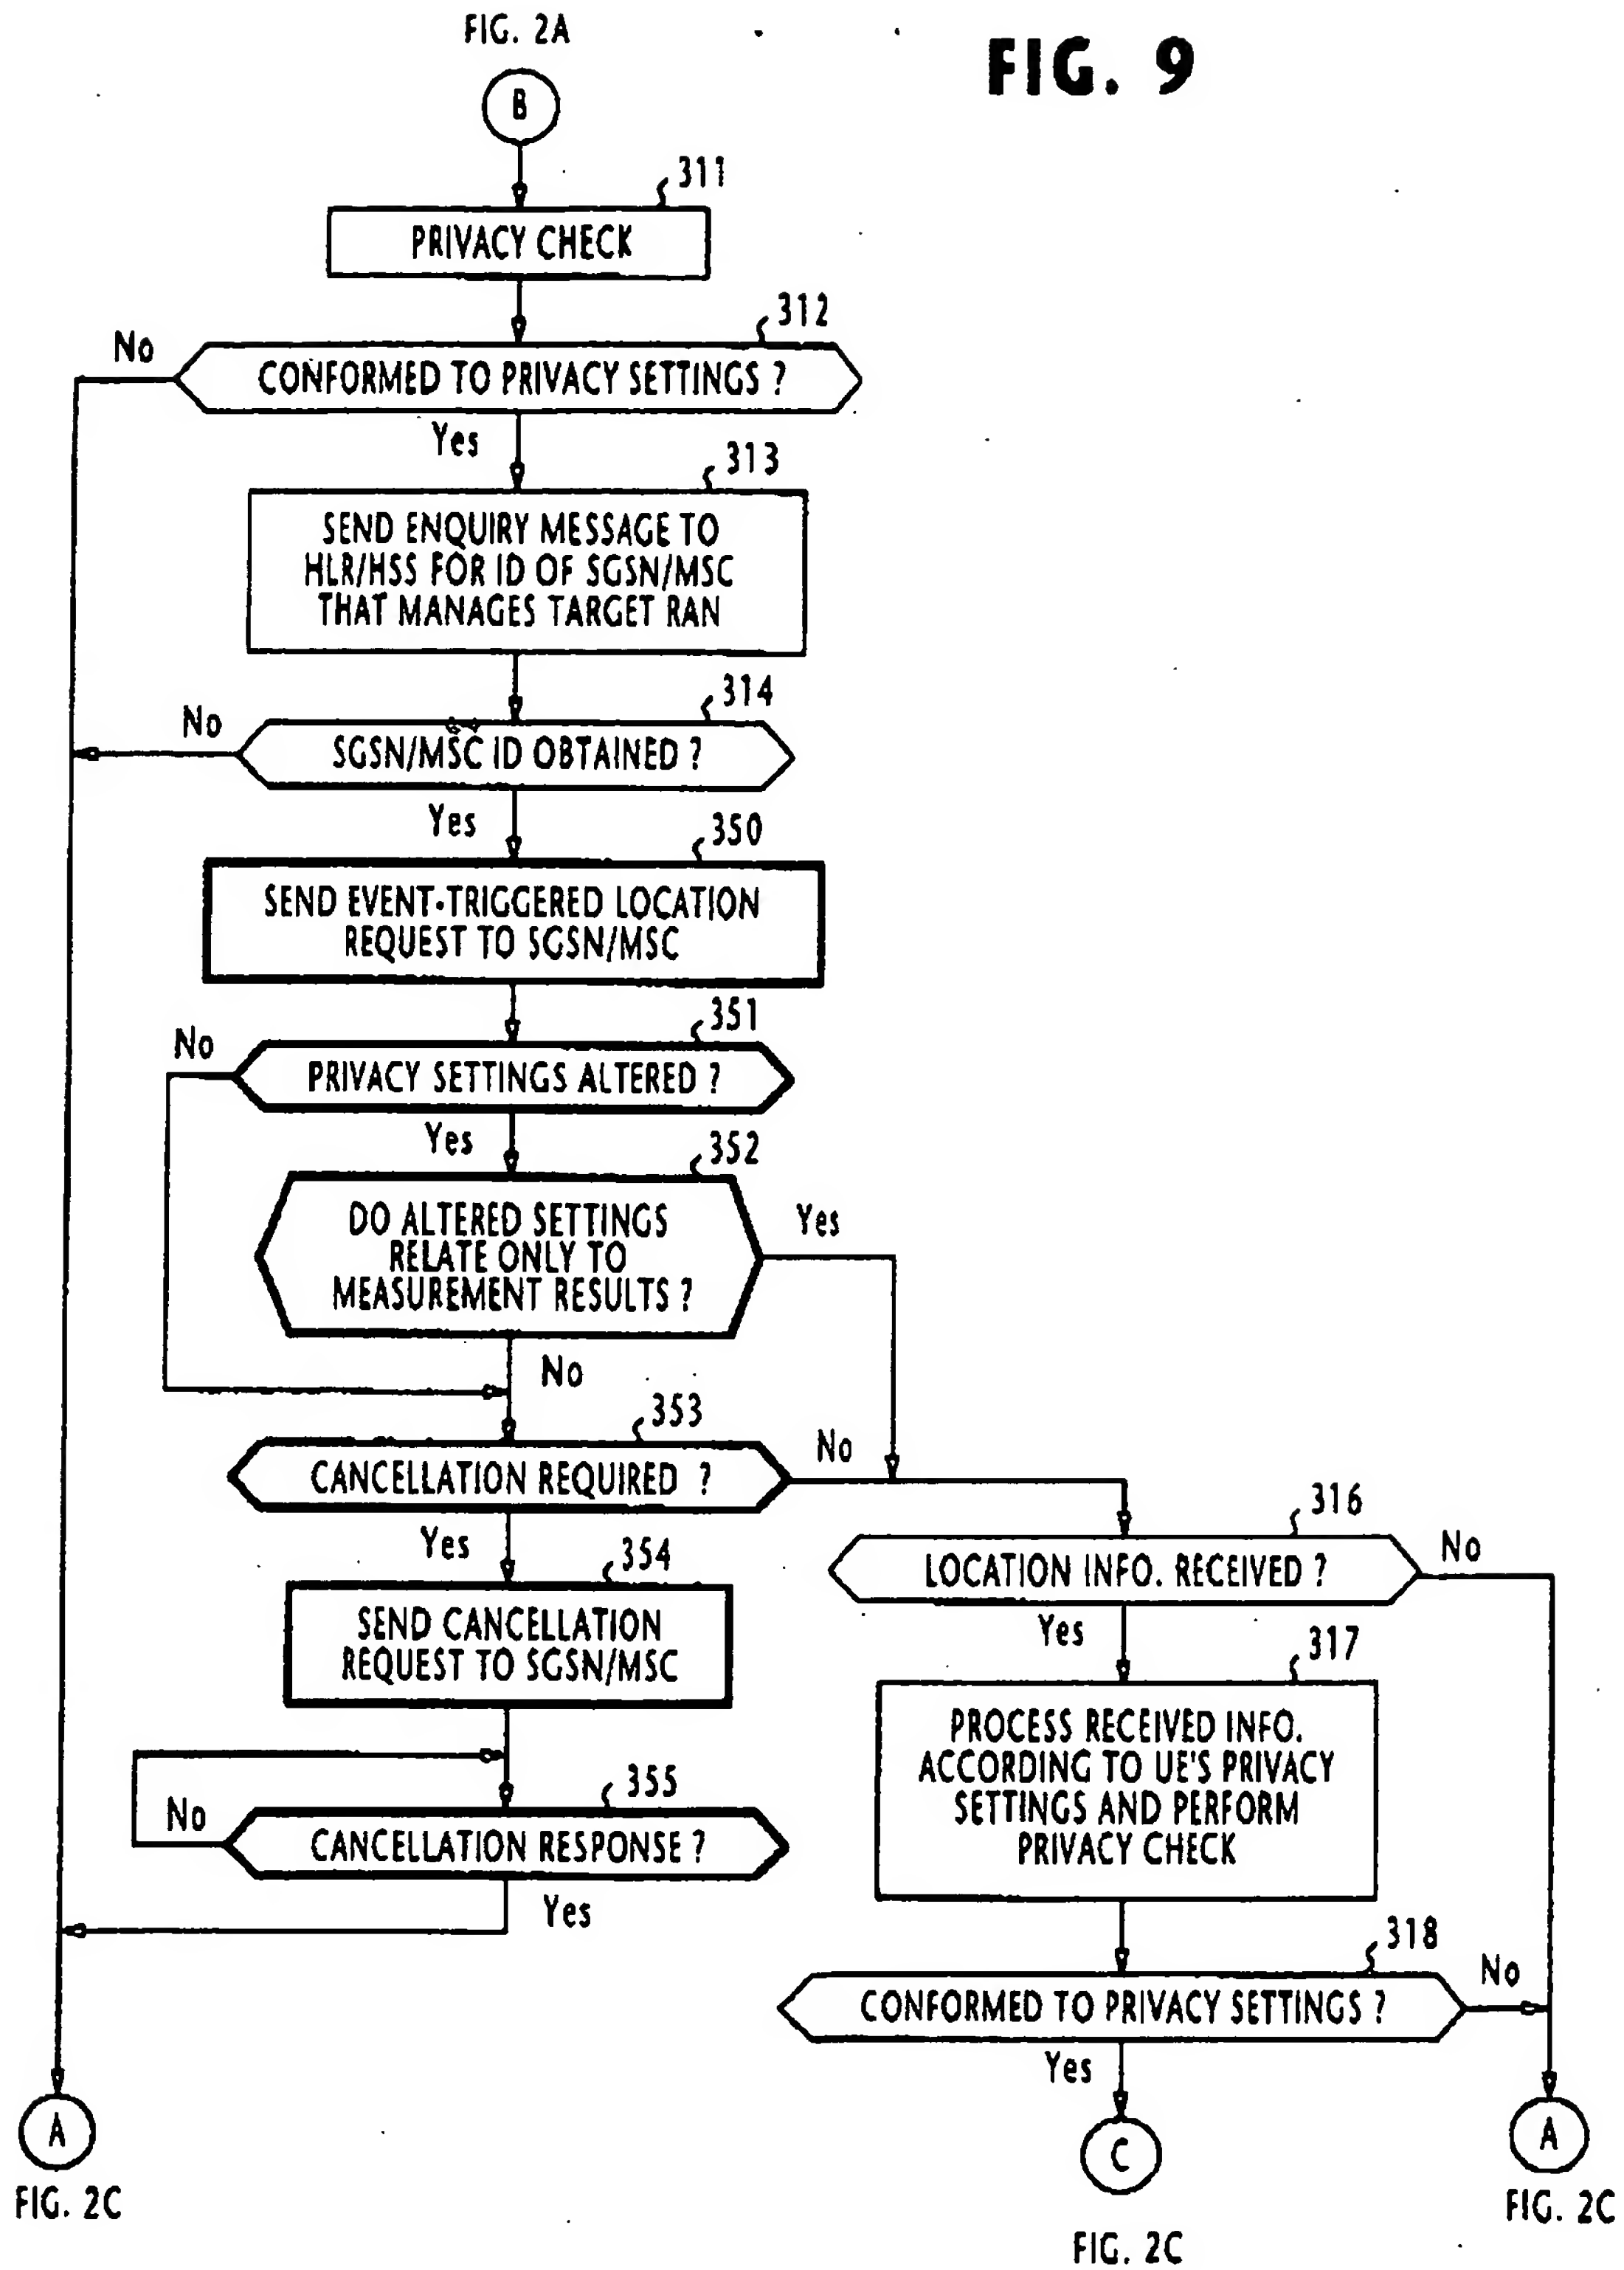 FIG. 2A
FIG. 9
B
311
PRIVACY CHECK
312
No
CONFORMED TO PRIVACY SETTINGS ?
Yes
313
SEND ENQUIRY MESSAGE TO
HLR/HSS FOR ID OF SGSN/MSC
THAT MANAGES TARGET RAN
314
No
SGSN/MSC ID OBTAINED ?
Yes
350
SEND EVENT-TRIGGERED LOCATION
REQUEST TO SGSN/MSC
351
No
PRIVACY SETTINGS ALTERED ?
Yes
352
DO ALTERED SETTINGS
RELATE ONLY TO
MEASUREMENT RESULTS ?
Yes
No
353
CANCELLATION REQUIRED ?
No
Yes
354
SEND CANCELLATION
REQUEST TO SGSN/MSC
355
No
CANCELLATION RESPONSE ?
Yes
316
LOCATION INFO. RECEIVED ?
No
Yes
317
PROCESS RECEIVED INFO.
ACCORDING TO UE'S PRIVACY
SETTINGS AND PERFORM
PRIVACY CHECK
318
CONFORMED TO PRIVACY SETTINGS ?
No
Yes
A
FIG. 2C
C
FIG. 2C
A
FIG. 2C